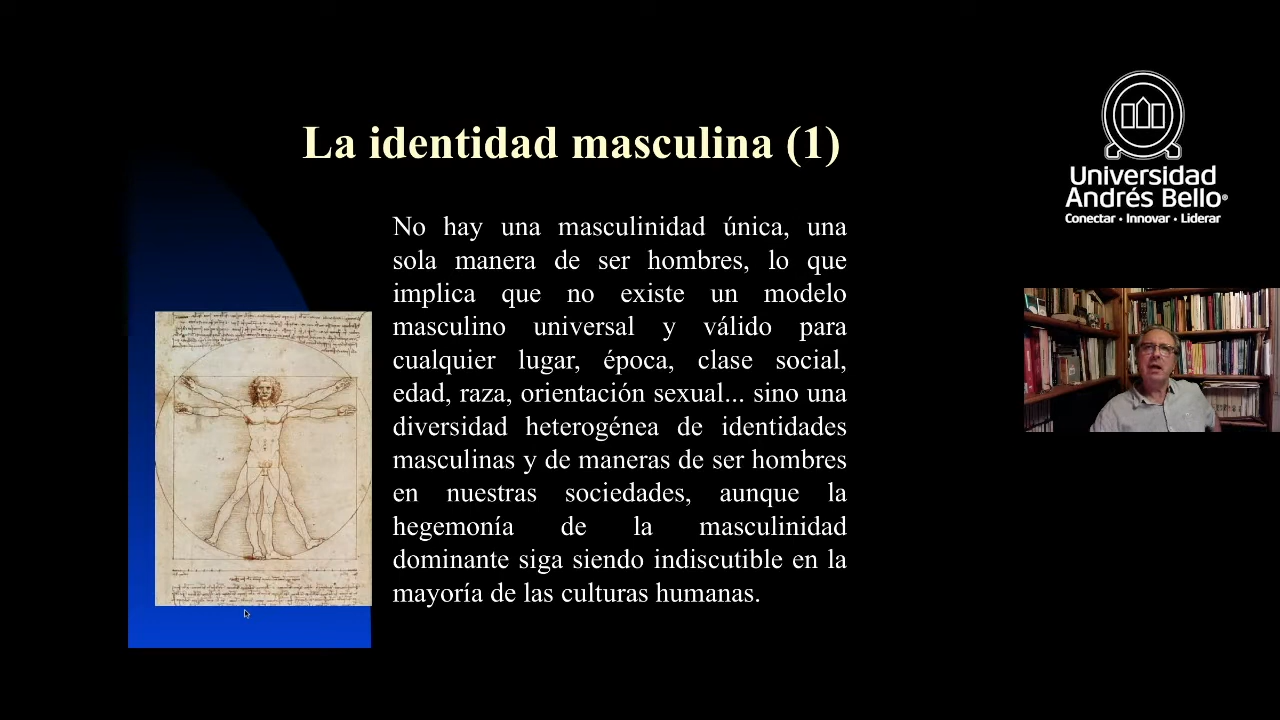 La identidad masculina (1)
No hay una masculinidad única, una
sola manera de ser hombres, lo que
implica que no existe un modelo
masculino universal y válido para
cualquier lugar, época, clase social,
edad, raza, orientación sexual... sino una
diversidad heterogénea de identidades
masculinas y de maneras de ser hombres
en nuestras sociedades, aunque la
hegemonía de la masculinidad
dominante siga siendo indiscutible en la
mayoría de las culturas humanas.
Universidad
Andrés Bello®
Conectar • Innovar • Liderar